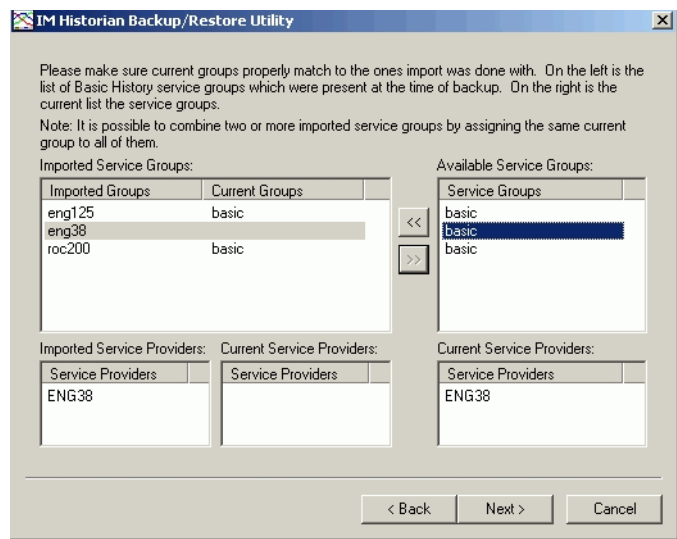 IM Historian Backup/Restore Utility
Please make sure current groups properly match to the ones import was done with. On the left is the
list of Basic History service groups which were present at the time of backup. On the right is the
current list the service groups.
Note: It is possible to combine two or more imported service groups by assigning the same current
group to all of them.
Imported Service Groups: Available Service Groups:
Imported Groups Current Groups Service Groups
eng125 basic basic
<<
eng38 basic
roc200 basic basic
>>
Imported Service Providers: Current Service Providers: Current Service Providers:
Service Providers Service Providers Service Providers
ENG38 ENG38
< Back Next > Cancel